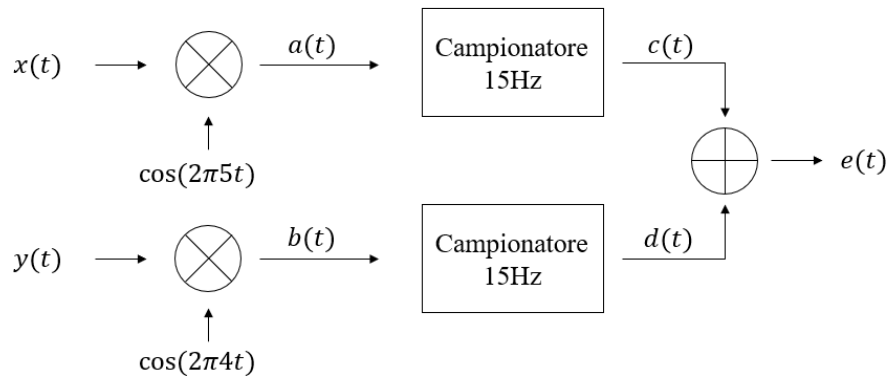 x(t)
a(t)
Campionatore
15Hz
c(t)
cos(2π5t)
e(t)
y(t)
b(t)
Campionatore
15Hz
d(t)
cos(2π4t)